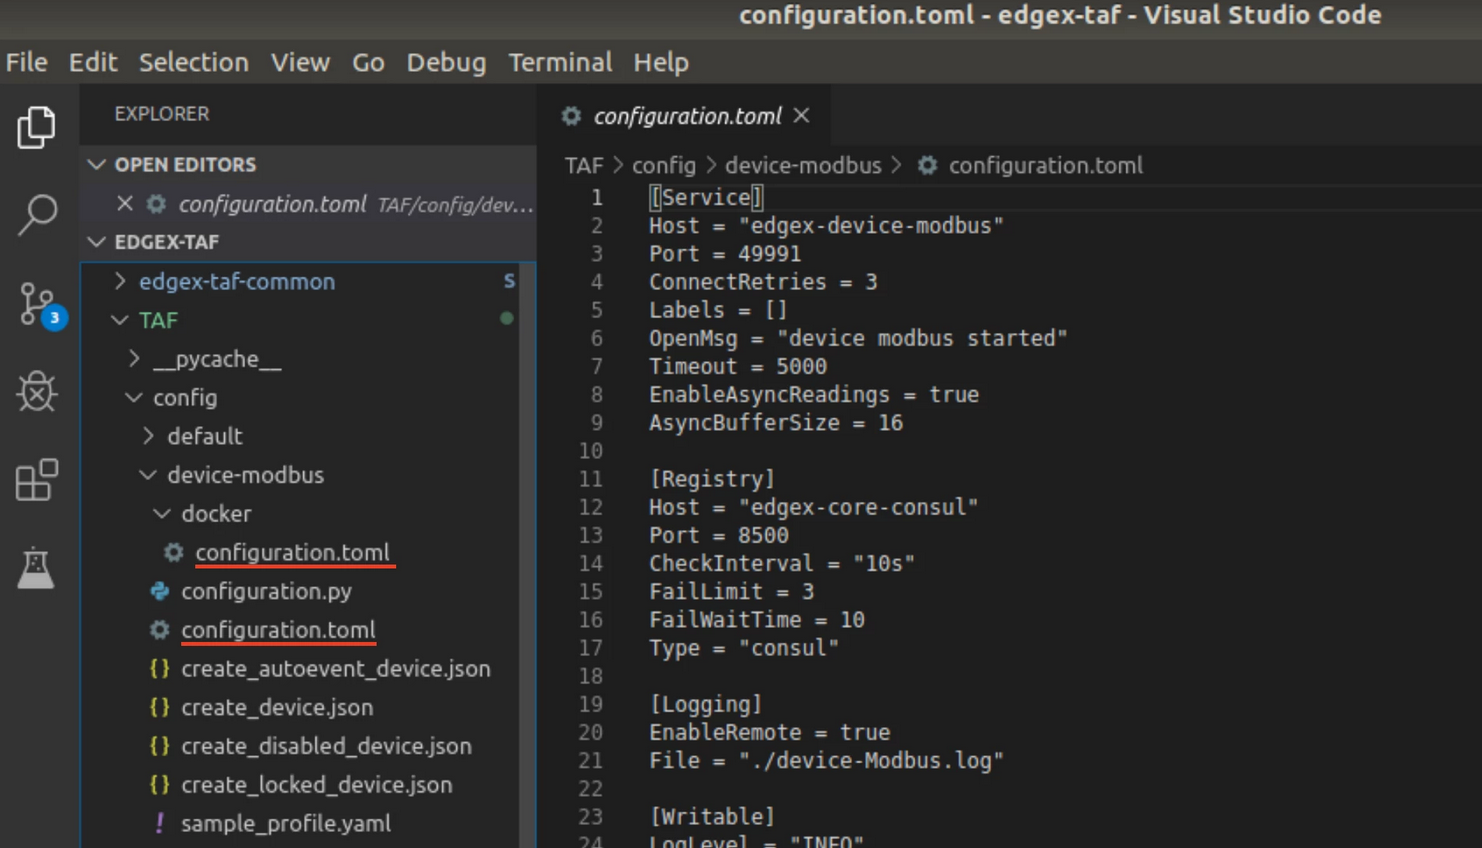 configuration.toml - edgex-taf - Visual Studio Code
File Edit Selection View Go Debug Terminal Help
EXPLORER
OPEN EDITORS
configuration.toml TAF/config/dev...
EDGEX-TAF
edgex-taf-common S
TAF
3
__pycache__
config
default
device-modbus
docker
configuration.toml
configuration.py
configuration.toml
{} create_autoevent_device.json
{} create_device.json
{} create_disabled_device.json
{} create_locked_device.json
! sample_profile.yaml
configuration.toml
TAF > config > device-modbus > configuration.toml
1 [Service]
2 Host = "edgex-device-modbus"
3 Port = 49991
4 ConnectRetries = 3
5 Labels = []
6 OpenMsg = "device modbus started"
7 Timeout = 5000
8 EnableAsyncReadings = true
9 AsyncBufferSize = 16
10
11 [Registry]
12 Host = "edgex-core-consul"
13 Port = 8500
14 CheckInterval = "10s"
15 FailLimit = 3
16 FailWaitTime = 10
17 Type = "consul"
18
19 [Logging]
20 EnableRemote = true
21 File = "./device-Modbus.log"
22
23 [Writable]
24 LogLevel = "INFO"